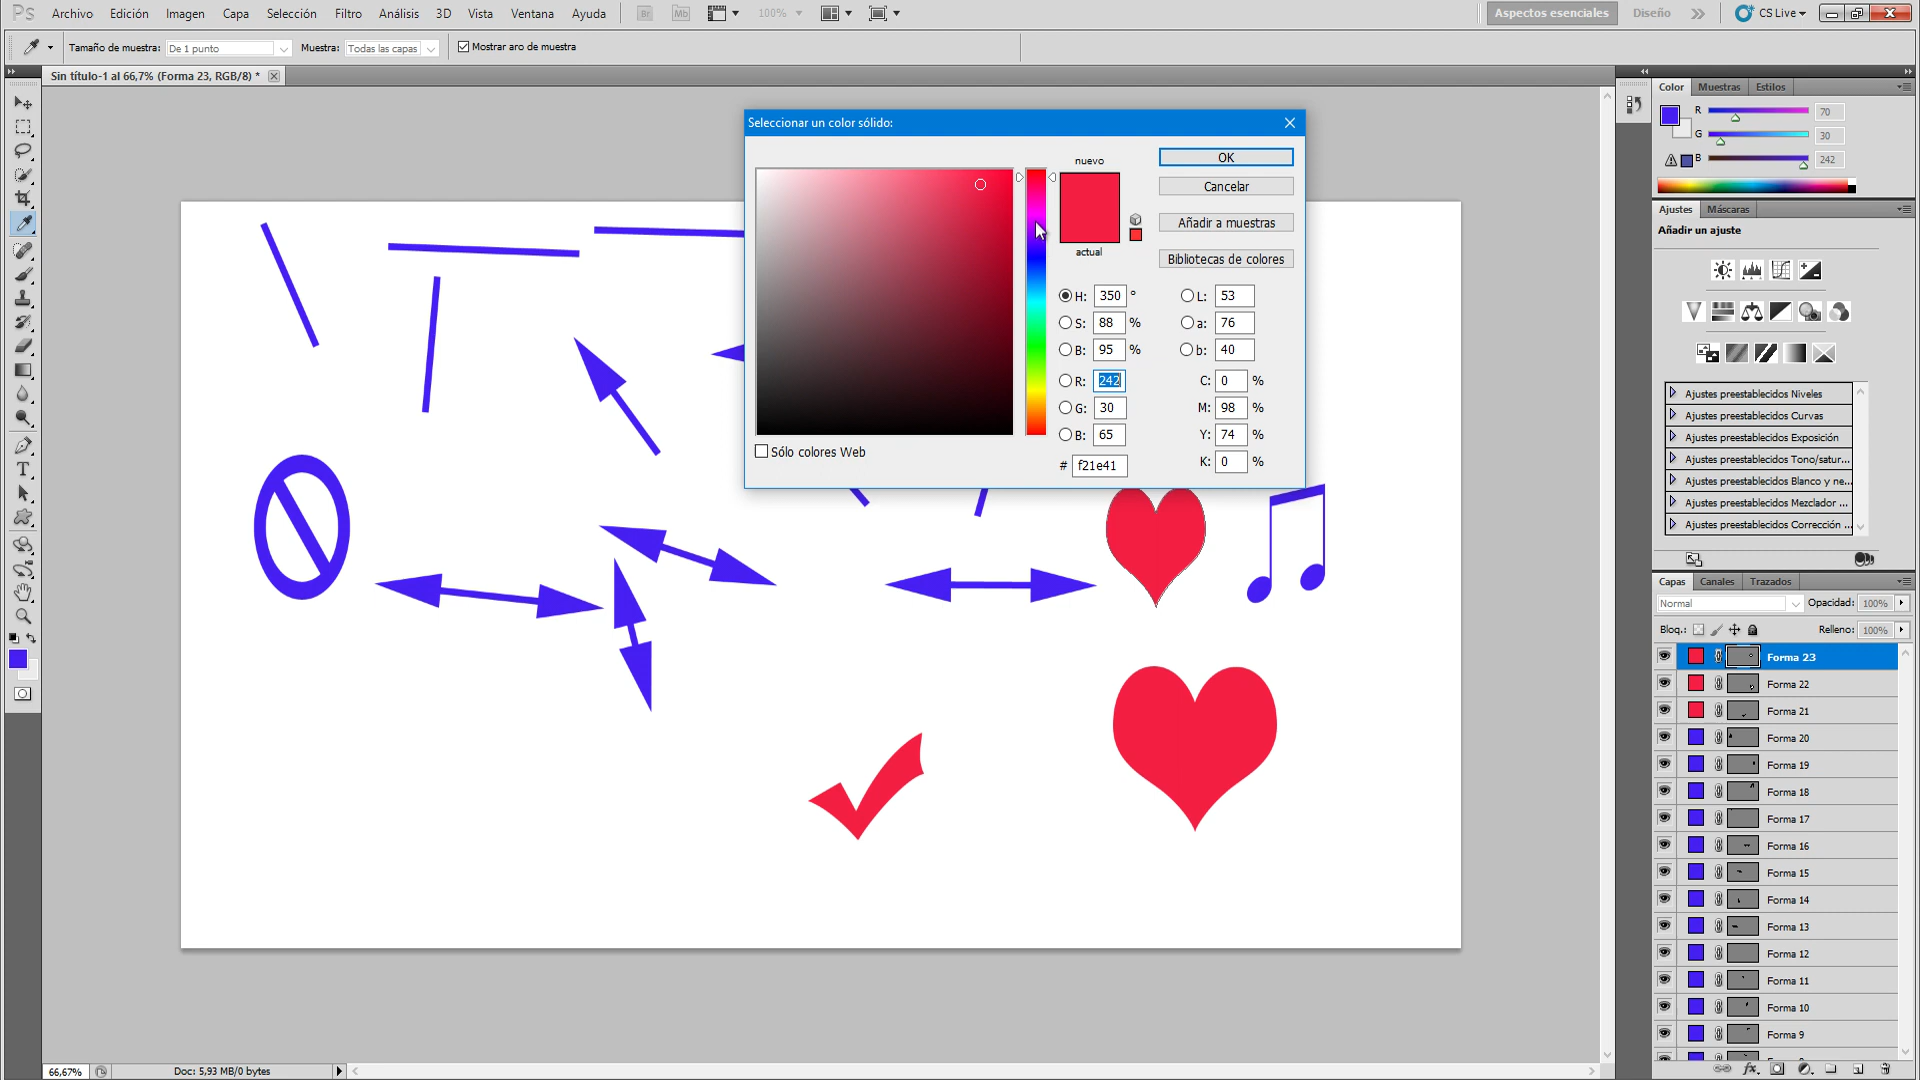 Ps Archivo Edición Imagen Capa Selección Filtro Análisis 3D Vista Ventana Ayuda Br Mb 100% Aspectos esenciales Diseño CS Live
Tamaño de muestra: De 1 punto Muestra: Todas las capas Mostrar aro de muestra
Sin título-1 al 66,7% (Forma 23, RGB/8) *
Seleccionar un color sólido:
nuevo
actual
OK
Cancelar
Añadir a muestras
Bibliotecas de colores
H: 350 ° L: 53
S: 88 % a: 76
B: 95 % b: 40
R: 242 C: 0 %
G: 30 M: 98 %
B: 65 Y: 74 %
# f21e41 K: 0 %
Sólo colores Web
Color Muestras Estilos
R 70
G 30
B 242
Ajustes Máscaras
Añadir un ajuste
Ajustes preestablecidos Niveles
Ajustes preestablecidos Curvas
Ajustes preestablecidos Exposición
Ajustes preestablecidos Tono/satur...
Ajustes preestablecidos Blanco y ne...
Ajustes preestablecidos Mezclador ...
Ajustes preestablecidos Corrección ...
Capas Canales Trazados
Normal Opacidad: 100%
Bloq.: Relleno: 100%
Forma 23
Forma 22
Forma 21
Forma 20
Forma 19
Forma 18
Forma 17
Forma 16
Forma 15
Forma 14
Forma 13
Forma 12
Forma 11
Forma 10
Forma 9
66,67% Doc: 5,93 MB/0 bytes